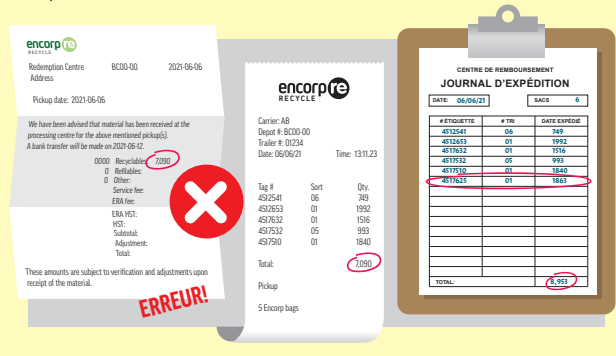 encorp re
RECYCLE
Redemption Centre BC00-00 2021-06-06
Address
Pickup date: 2021-06-06
We have been advised that material has been received at the
processing centre for the above mentioned pickup(s).
A bank transfer will be made on 2021-06-12.
0000 Recyclables: 7,090
0 Refillables:
0 Other:
Service fee:
ERA fee:
ERA HST:
HST:
Subtotal:
Adjustment:
Total:
These amounts are subject to verification and adjustments upon
receipt of the material.
ERREUR!
encorp re
RECYCLE
Carrier: AB
Depot #: BC00-00
Trailer #: 01234
Date: 06/06/21 Time: 13:11.23
Tag # Sort Qty.
4512541 06 749
4512653 01 1992
4517632 01 1516
4517532 05 993
4517510 01 1840
Total: 7,090
Pickup
5 Encorp bags
CENTRE DE REMBOURSEMENT
JOURNAL D'EXPÉDITION
DATE: 06/06/21 SACS 6
# ÉTIQUETTE # TRI DATE EXPÉDIÉ
4512541 06 749
4512653 01 1992
4517632 01 1516
4517532 05 993
4517510 01 1840
4517625 01 1863
TOTAL: 8,953